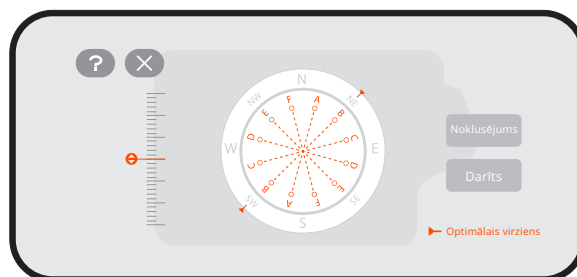 ?
N
NW
NE
F
A
E
B
D
C
W
E
C
D
B
E
A
F
SW
SE
S
Noklusējums
Darīts
Optimālais virziens